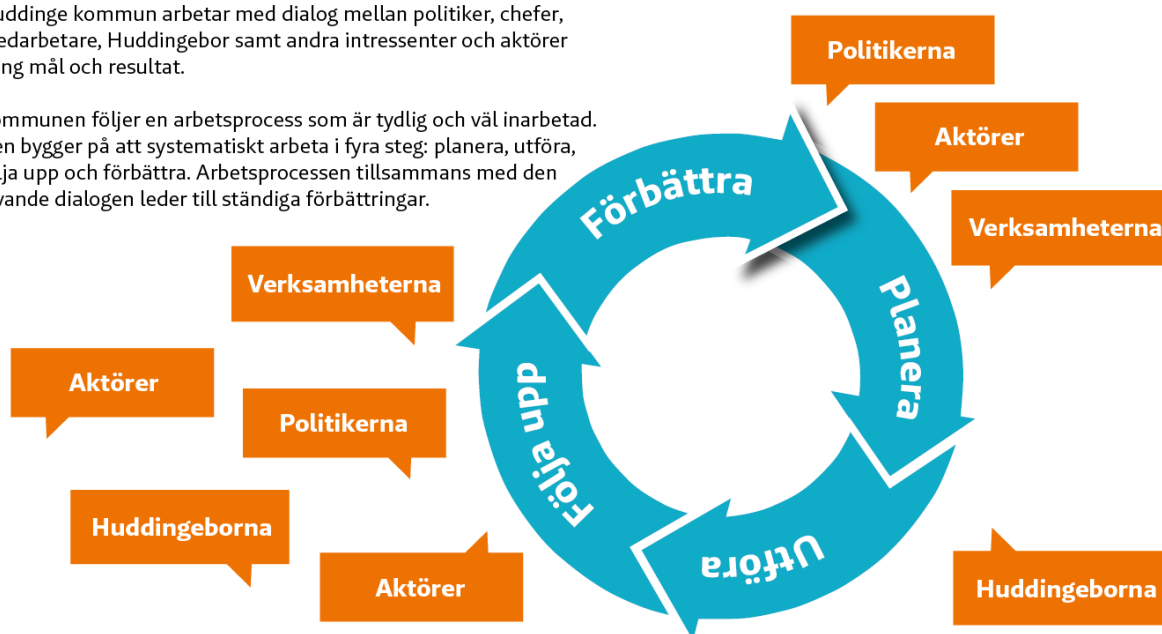 uddinge kommun arbetar med dialog mellan politiker, chefer,
edarbetare, Huddingebor samt andra intressenter och aktörer
ing mål och resultat.
ommunen följer en arbetsprocess som är tydlig och väl inarbetad.
en bygger på att systematiskt arbeta i fyra steg: planera, utföra,
lja upp och förbättra. Arbetsprocessen tillsammans med den
vande dialogen leder till ständiga förbättringar.
Politikerna
Aktörer
Verksamheterna
Förbättra
Planera
Utföra
Följa upp
Verksamheterna
Aktörer
Politikerna
Huddingeborna
Aktörer
Huddingeborna